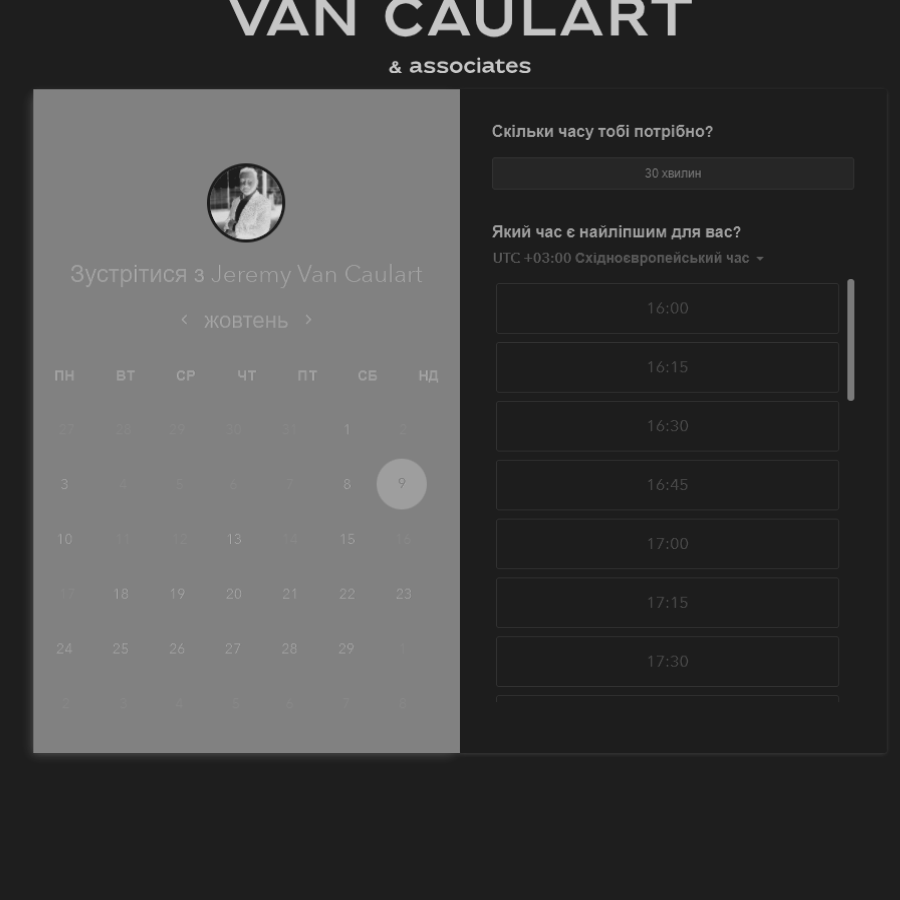 VAN CAULART
& associates
Зустрітися з Jeremy Van Caulart
жовтень
ПН ВТ СР ЧТ ПТ СБ НД
27 28 29 30 31 1 2
3 4 5 6 7 8 9
10 11 12 13 14 15 16
17 18 19 20 21 22 23
24 25 26 27 28 29 1
2 3 4 5 6 7 8
Скільки часу тобі потрібно?
30 хвилин
Який час є найліпшим для вас?
UTC +03:00 Східноєвропейський час
16:00
16:15
16:30
16:45
17:00
17:15
17:30